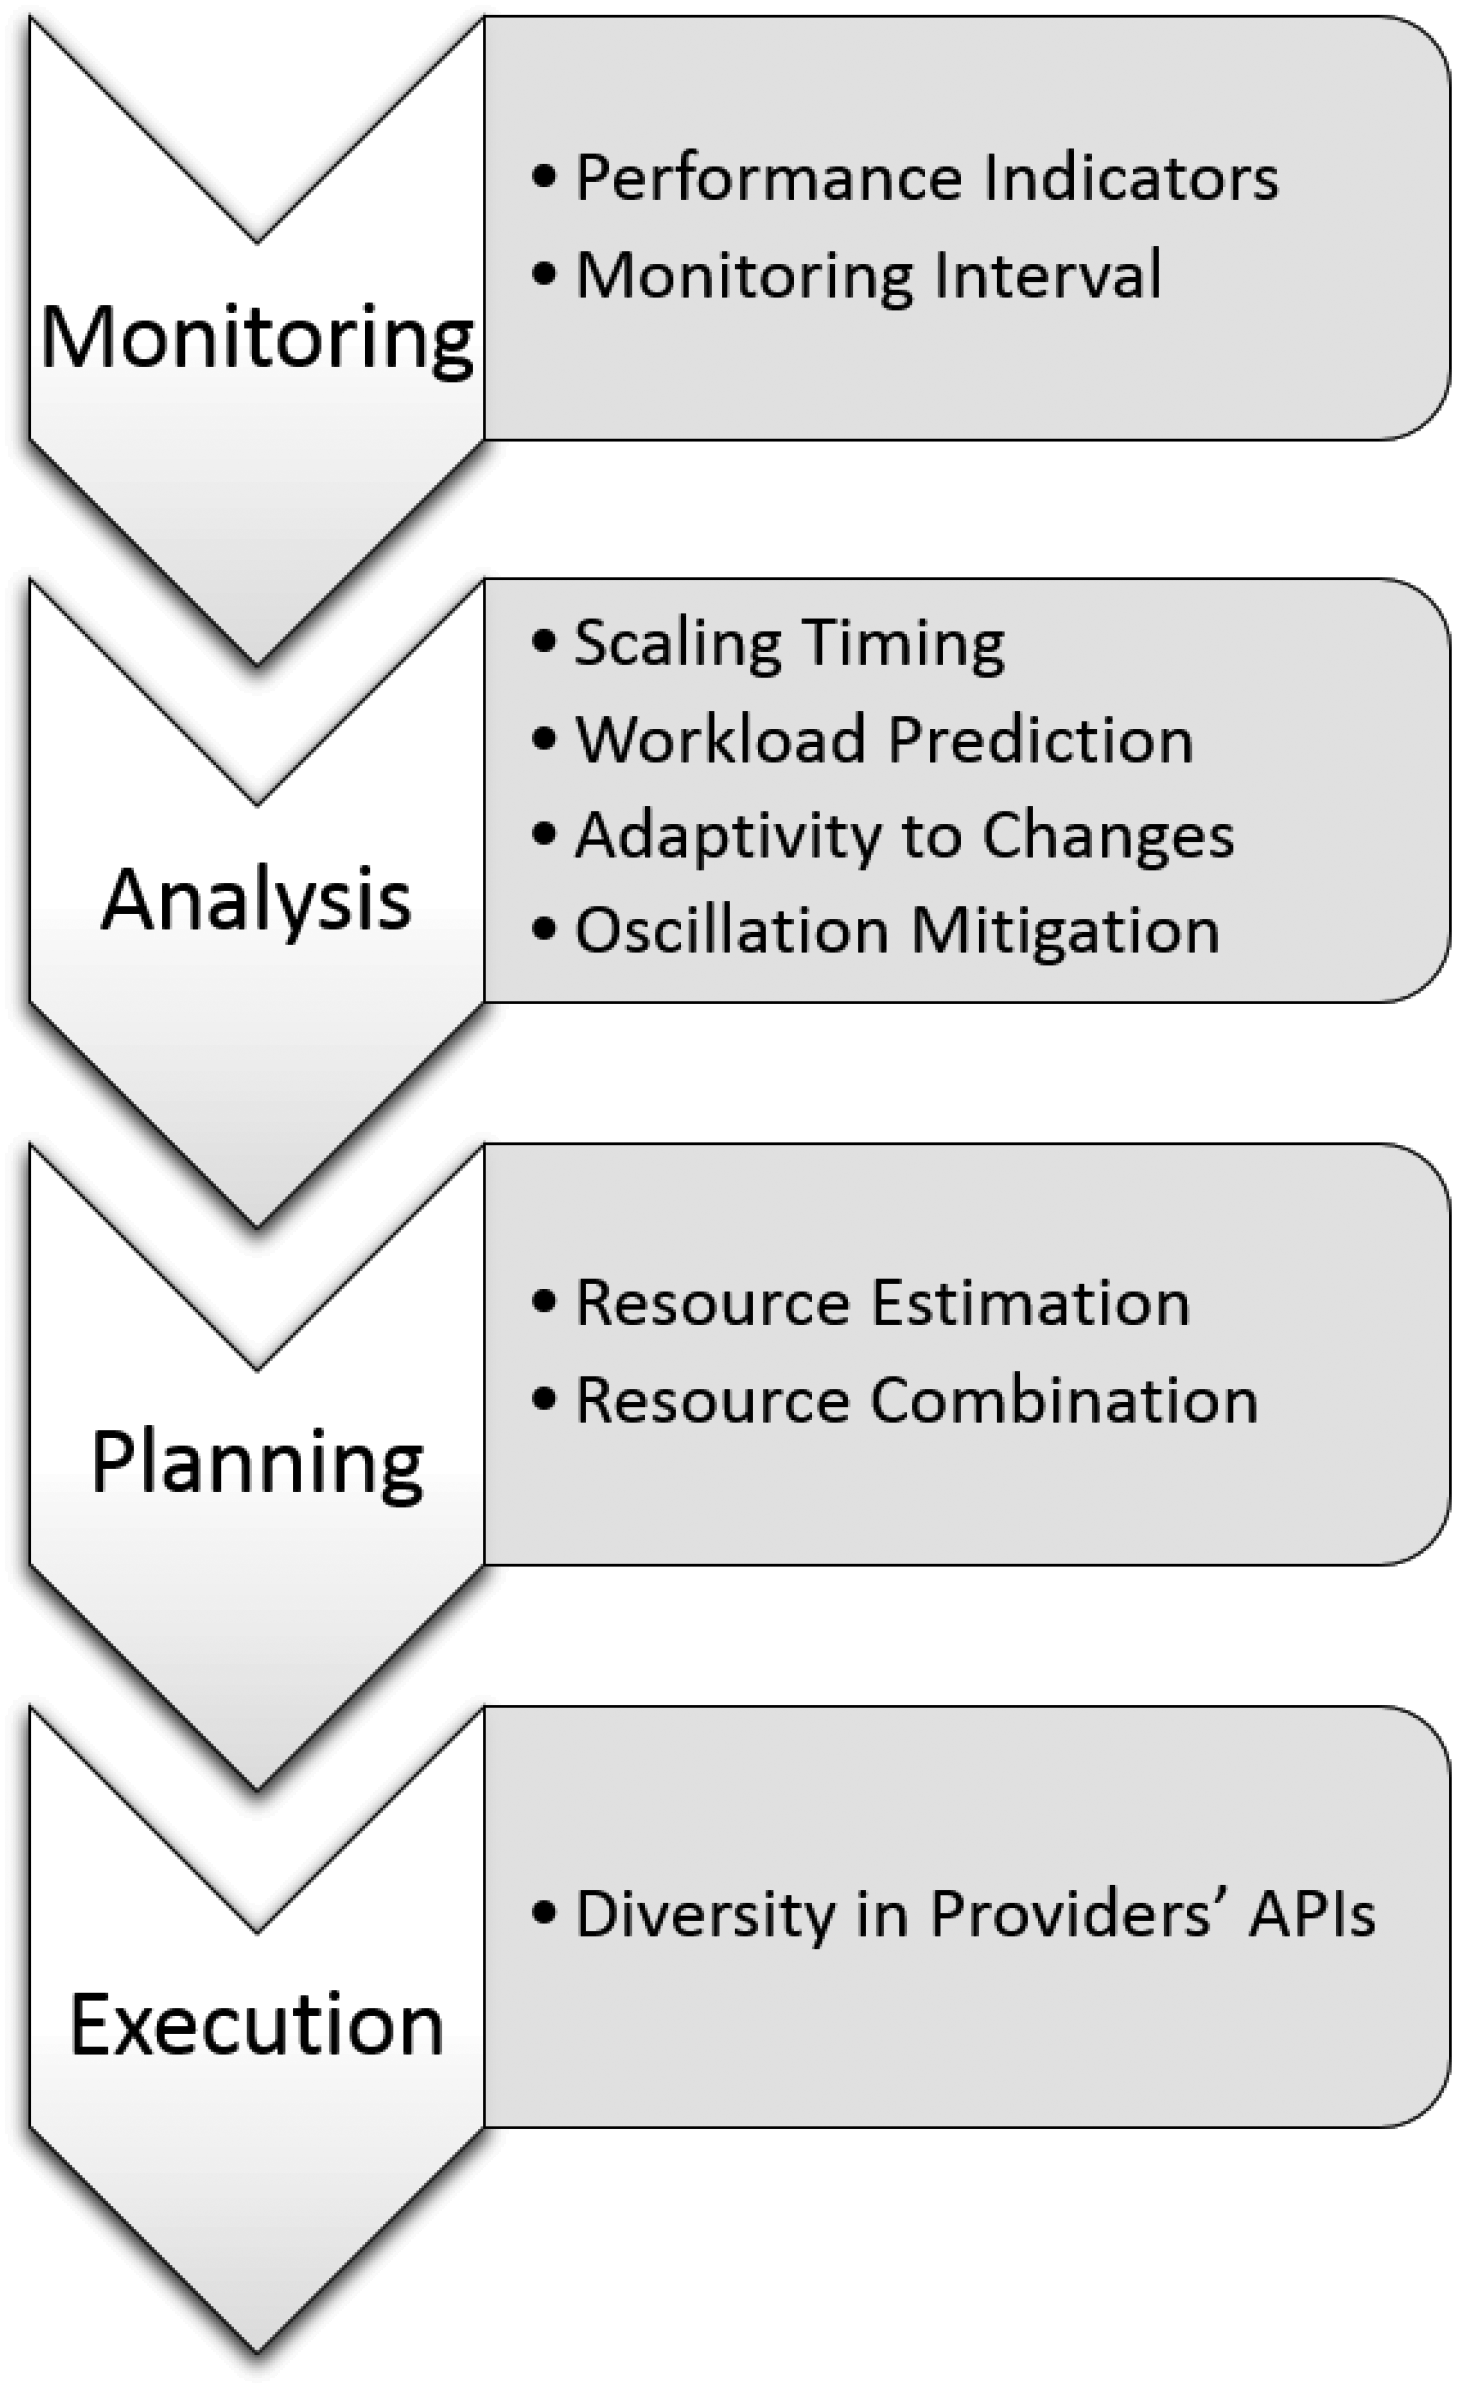 Monitoring
• Performance Indicators
• Monitoring Interval
Analysis
• Scaling Timing
• Workload Prediction
• Adaptivity to Changes
• Oscillation Mitigation
Planning
• Resource Estimation
• Resource Combination
Execution
• Diversity in Providers’ APIs